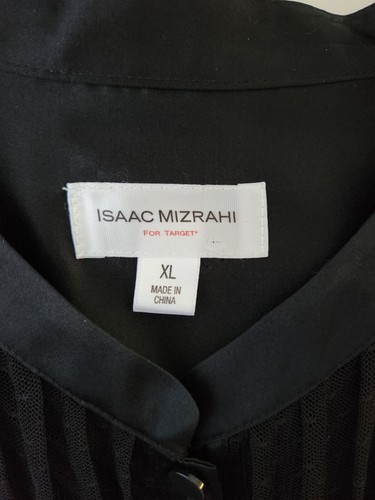 ISAAC MIZRAHI
FOR TARGET*
XL
MADE IN
CHINA